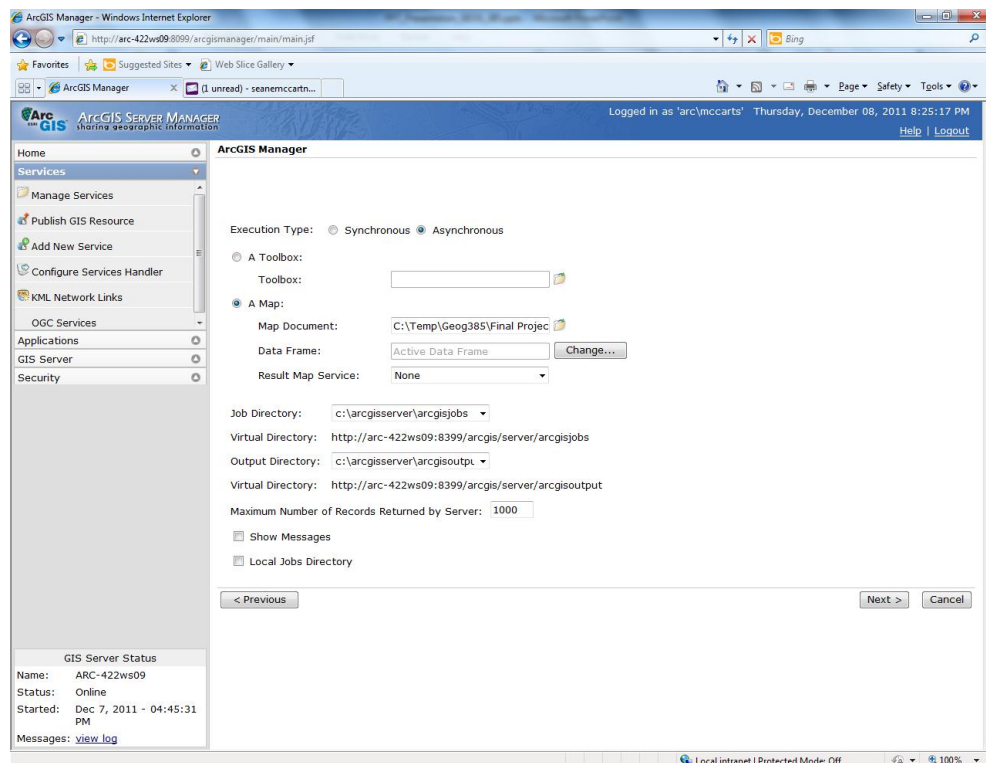 ArcGIS Manager - Windows Internet Explorer
http://arc-422ws09:8099/arcgismanager/main/main.jsf
Bing
Favorites Suggested Sites Web Slice Gallery
ArcGIS Manager X (1 unread) - seanemccartn...
Page Safety Tools
Arc GIS ArcGIS Server Manager
sharing geographic information
Logged in as 'arc\mccarts' Thursday, December 08, 2011 8:25:17 PM
Help | Logout
Home
Services
Manage Services
Publish GIS Resource
Add New Service
Configure Services Handler
KML Network Links
OGC Services
Applications
GIS Server
Security
ArcGIS Manager
Execution Type: Synchronous Asynchronous
A Toolbox:
Toolbox:
A Map:
Map Document: C:\Temp\Geog385\Final Projec
Data Frame: Active Data Frame Change...
Result Map Service: None
Job Directory: c:\arcgisserver\arcgisjobs
Virtual Directory: http://arc-422ws09:8399/arcgis/server/arcgisjobs
Output Directory: c:\arcgisserver\arcgisoutpu
Virtual Directory: http://arc-422ws09:8399/arcgis/server/arcgisoutput
Maximum Number of Records Returned by Server: 1000
Show Messages
Local Jobs Directory
< Previous Next > Cancel
GIS Server Status
Name: ARC-422ws09
Status: Online
Started: Dec 7, 2011 - 04:45:31
PM
Messages: view log
Local intranet | Protected Mode: Off 100%